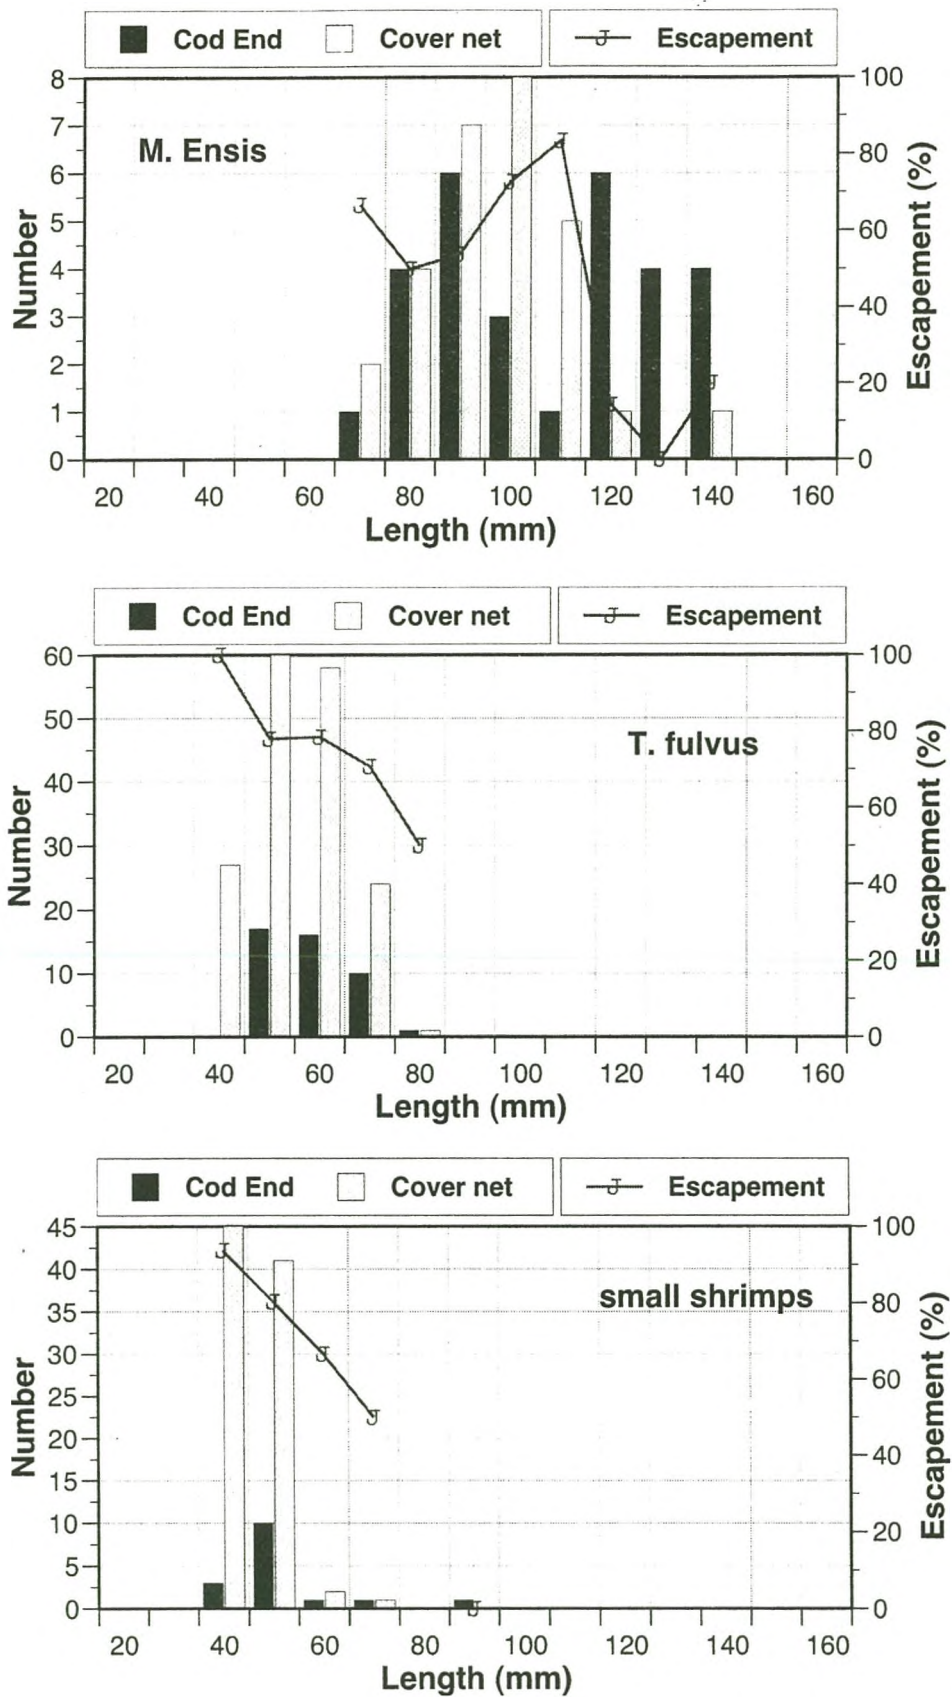 Cod End Cover net Escapement
M. Ensis
Number
8
7
6
5
4
3
2
1
0
100
80
60
40
20
0
Escapement (%)
20 40 60 80 100 120 140 160
Length (mm)
Cod End Cover net Escapement
T. fulvus
Number
60
50
40
30
20
10
0
100
80
60
40
20
0
Escapement (%)
20 40 60 80 100 120 140 160
Length (mm)
Cod End Cover net Escapement
small shrimps
Number
45
40
35
30
25
20
15
10
5
0
100
80
60
40
20
0
Escapement (%)
20 40 60 80 100 120 140 160
Length (mm)